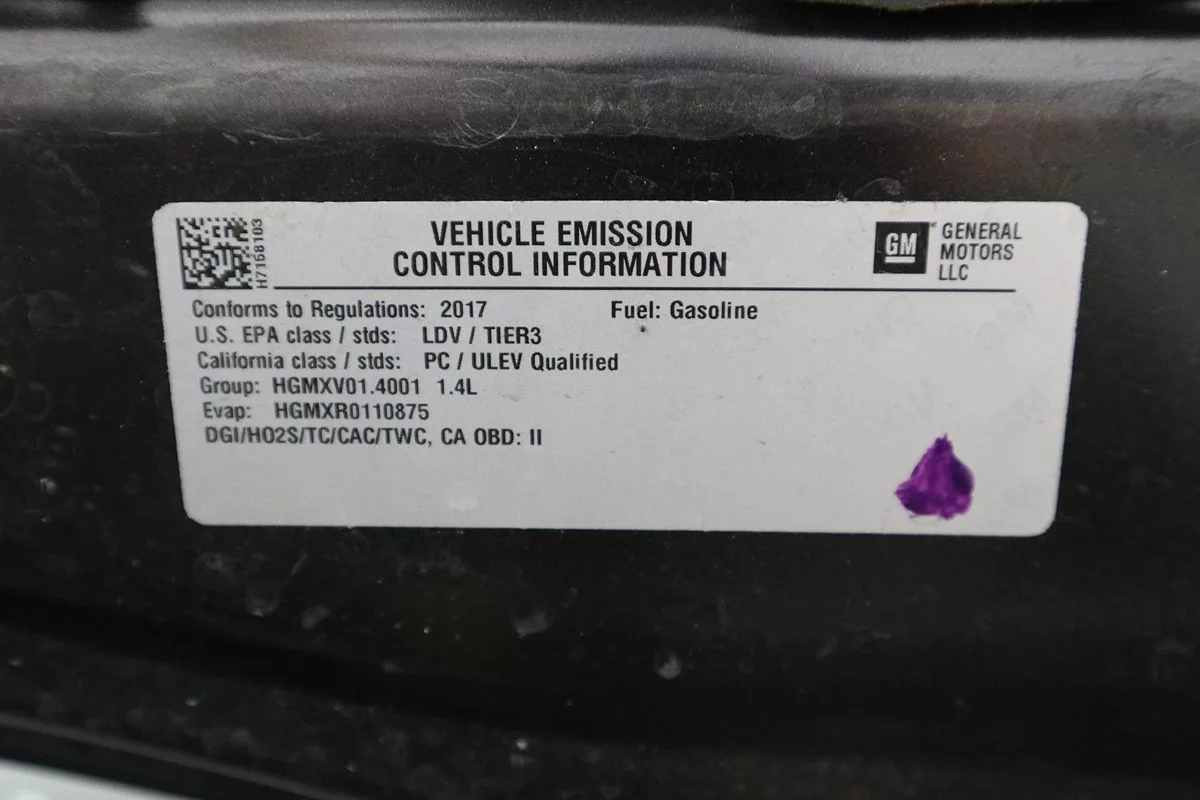 H7158103
VEHICLE EMISSION
CONTROL INFORMATION
GM
GENERAL
MOTORS
LLC
Conforms to Regulations: 2017 Fuel: Gasoline
U.S. EPA class / stds: LDV / TIER3
California class / stds: PC / ULEV Qualified
Group: HGMXV01.4001 1.4L
Evap: HGMXR0110875
DGI/HO2S/TC/CAC/TWC, CA OBD: II